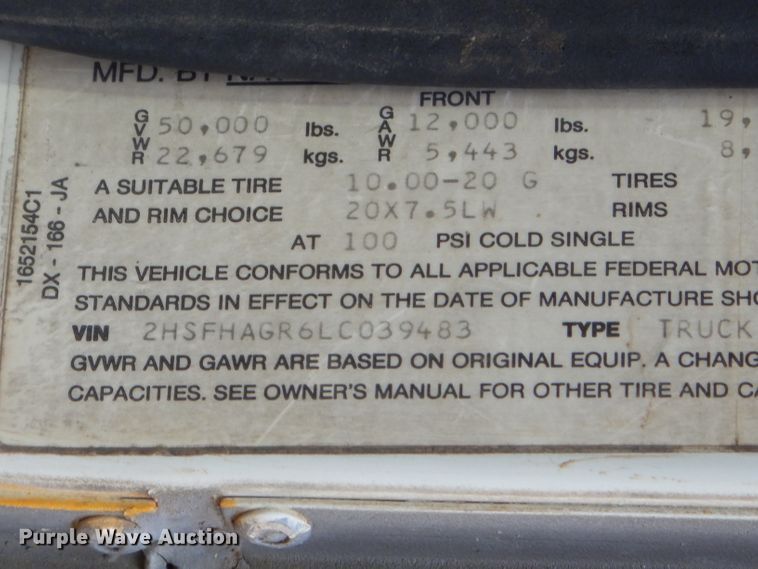 MFD. BY
FRONT
GVWR 50,000 lbs. GAWR 12,000 lbs. 19,
22,679 kgs. 5,443 kgs. 8,
A SUITABLE TIRE 10.00-20 G TIRES
AND RIM CHOICE 20X7.5LW RIMS
AT 100 PSI COLD SINGLE
THIS VEHICLE CONFORMS TO ALL APPLICABLE FEDERAL MOT
STANDARDS IN EFFECT ON THE DATE OF MANUFACTURE SHO
VIN 2HSFHAGR6LC039483 TYPE TRUCK
GVWR AND GAWR ARE BASED ON ORIGINAL EQUIP. A CHANG
CAPACITIES. SEE OWNER'S MANUAL FOR OTHER TIRE AND CA
1652154C1
DX - 166 - JA
Purple Wave Auction